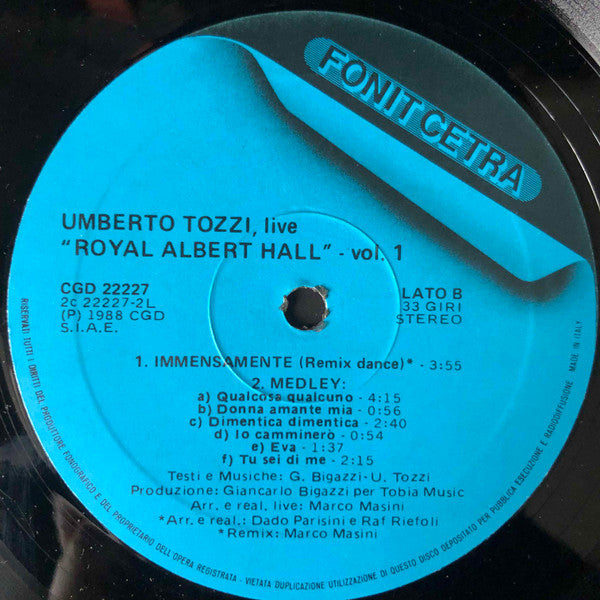 FONIT CETRA
UMBERTO TOZZI, live
"ROYAL ALBERT HALL" - vol. 1
CGD 22227
2c 22227-2L
(P) 1988 CGD
S.I.A.E.
LATO B
33 GIRI
STEREO
1. IMMENSAMENTE (Remix dance)* - 3:55
2. MEDLEY:
a) Qualcosa qualcuno - 4:15
b) Donna amante mia - 0:56
c) Dimentica dimentica - 2:40
d) Io camminerò - 0:54
e) Eva - 1:37
f) Tu sei di me - 2:15
Testi e Musiche: G. Bigazzi - U. Tozzi
Produzione: Giancarlo Bigazzi per Tobia Music
Arr. e real. live: Marco Masini
*Arr. e real.: Dado Parisini e Raf Riefoli
*Remix: Marco Masini
RISERVATI TUTTI I DIRITTI DEL PRODUTTORE FONOGRAFICO E DEL PROPRIETARIO DELL'OPERA REGISTRATA - VIETATA DUPLICAZIONE UTILIZZAZIONE DI QUESTO DISCO DEPOSITATO PER PUBBLICA ESECUZIONE E RADIODIFFUSIONE MADE IN ITALY